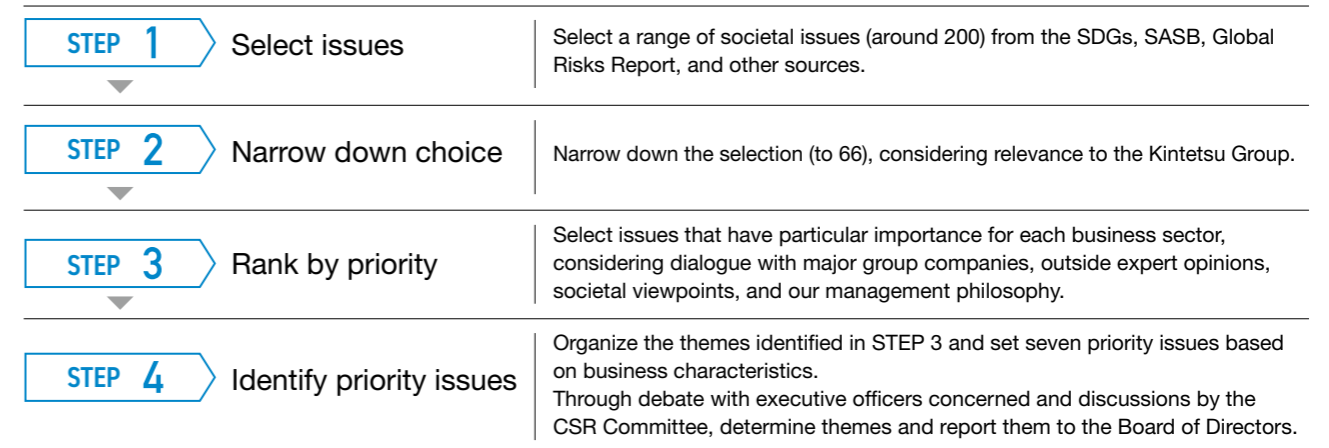 STEP 1
Select issues
Select a range of societal issues (around 200) from the SDGs, SASB, Global
Risks Report, and other sources.
STEP 2
Narrow down choice
Narrow down the selection (to 66), considering relevance to the Kintetsu Group.
STEP 3
Rank by priority
Select issues that have particular importance for each business sector,
considering dialogue with major group companies, outside expert opinions,
societal viewpoints, and our management philosophy.
STEP 4
Identify priority issues
Organize the themes identified in STEP 3 and set seven priority issues based
on business characteristics.
Through debate with executive officers concerned and discussions by the
CSR Committee, determine themes and report them to the Board of Directors.